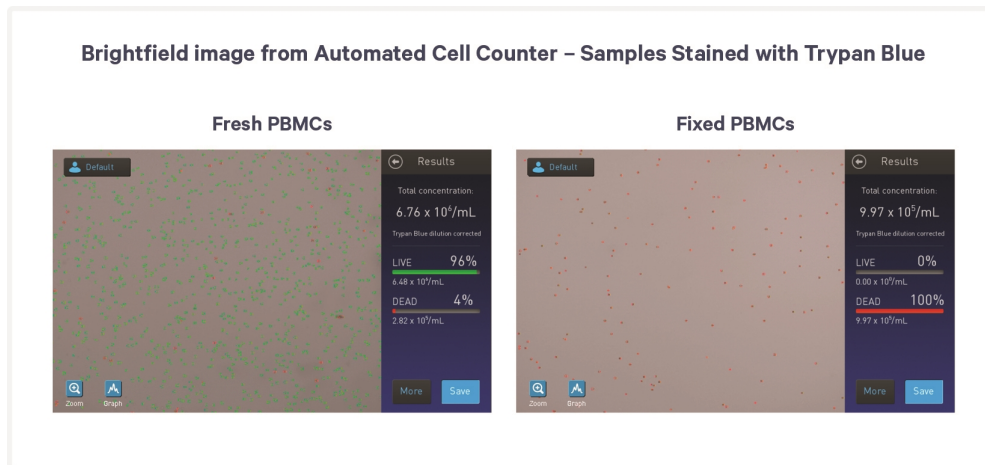 Brightfield image from Automated Cell Counter – Samples Stained with Trypan Blue
Fresh PBMCs
Default
Results
Total concentration:
6.76 x 10⁶/mL
Trypan Blue dilution corrected
LIVE 96%
6.48 x 10⁶/mL
DEAD 4%
2.82 x 10⁵/mL
Zoom
Graph
More
Save
Fixed PBMCs
Default
Results
Total concentration:
9.97 x 10⁵/mL
Trypan Blue dilution corrected
LIVE 0%
0.00 x 10⁰/mL
DEAD 100%
9.97 x 10⁵/mL
Zoom
Graph
More
Save